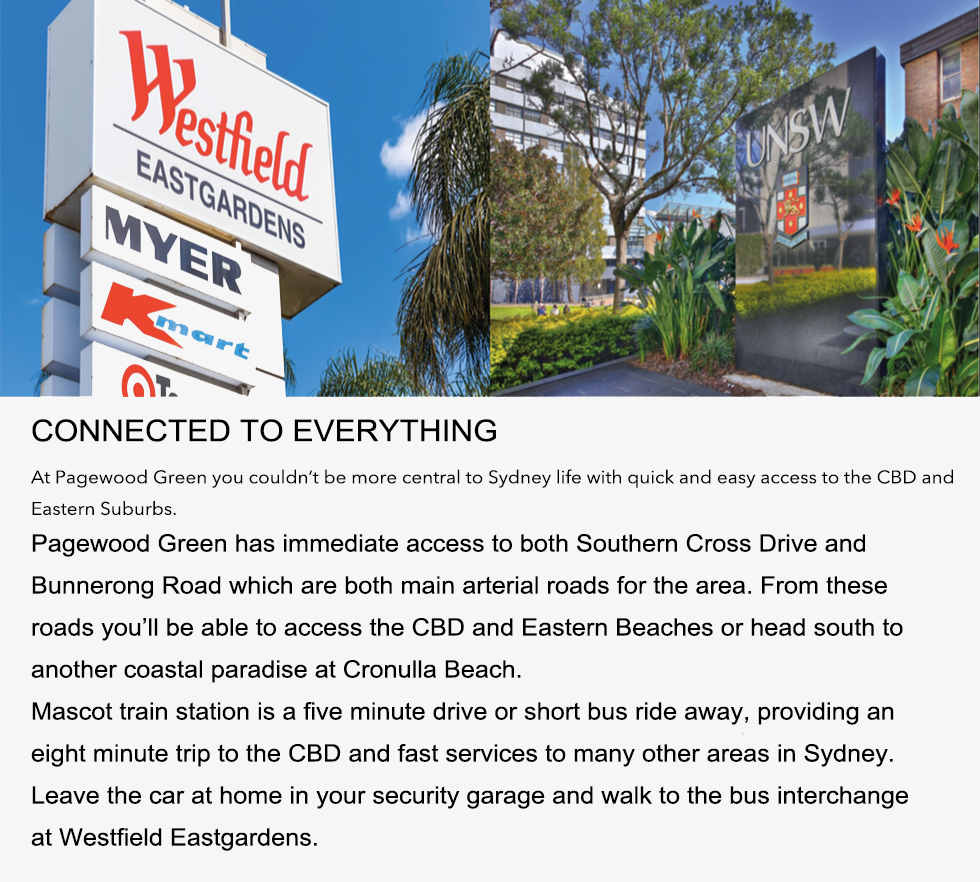 Westfield
EASTGARDENS
MYER
Kmart
UNSW
CONNECTED TO EVERYTHING
At Pagewood Green you couldn’t be more central to Sydney life with quick and easy access to the CBD and
Eastern Suburbs.
Pagewood Green has immediate access to both Southern Cross Drive and
Bunnerong Road which are both main arterial roads for the area. From these
roads you’ll be able to access the CBD and Eastern Beaches or head south to
another coastal paradise at Cronulla Beach.
Mascot train station is a five minute drive or short bus ride away, providing an
eight minute trip to the CBD and fast services to many other areas in Sydney.
Leave the car at home in your security garage and walk to the bus interchange
at Westfield Eastgardens.